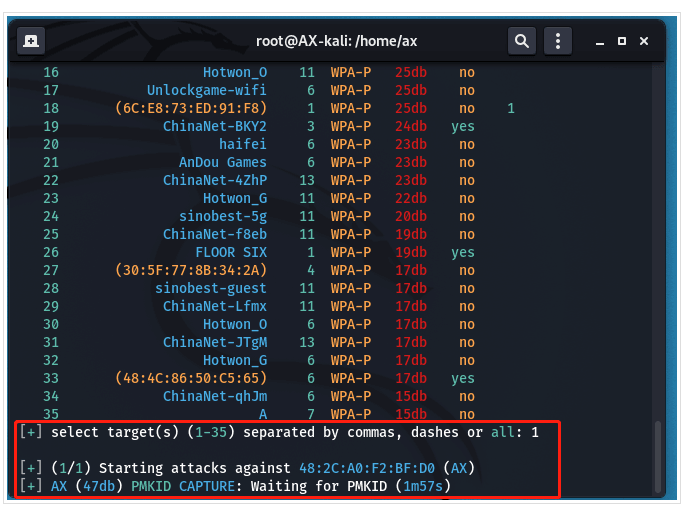 root@AX-kali: /home/ax
16 Hotwon_O 11 WPA-P 25db no
17 Unlockgame-wifi 6 WPA-P 25db no
18 (6C:E8:73:ED:91:F8) 1 WPA-P 25db no 1
19 ChinaNet-BKY2 3 WPA-P 24db yes
20 haifei 6 WPA-P 23db no
21 AnDou Games 6 WPA-P 23db no
22 ChinaNet-4ZhP 13 WPA-P 23db no
23 Hotwon_G 11 WPA-P 22db no
24 sinobest-5g 11 WPA-P 20db no
25 ChinaNet-f8eb 11 WPA-P 19db no
26 FLOOR SIX 1 WPA-P 19db yes
27 (30:5F:77:8B:34:2A) 4 WPA-P 17db no
28 sinobest-guest 11 WPA-P 17db no
29 ChinaNet-Lfmx 11 WPA-P 17db no
30 Hotwon_O 6 WPA-P 17db no
31 ChinaNet-JTgM 13 WPA-P 17db no
32 Hotwon_G 6 WPA-P 17db no
33 (48:4C:86:50:C5:65) 6 WPA-P 17db yes
34 ChinaNet-qhJm 6 WPA-P 15db no
35 A 7 WPA-P 15db no
[+] select target(s) (1-35) separated by commas, dashes or all: 1
[+] (1/1) Starting attacks against 48:2C:A0:F2:BF:D0 (AX)
[+] AX (47db) PMKID CAPTURE: Waiting for PMKID (1m57s)